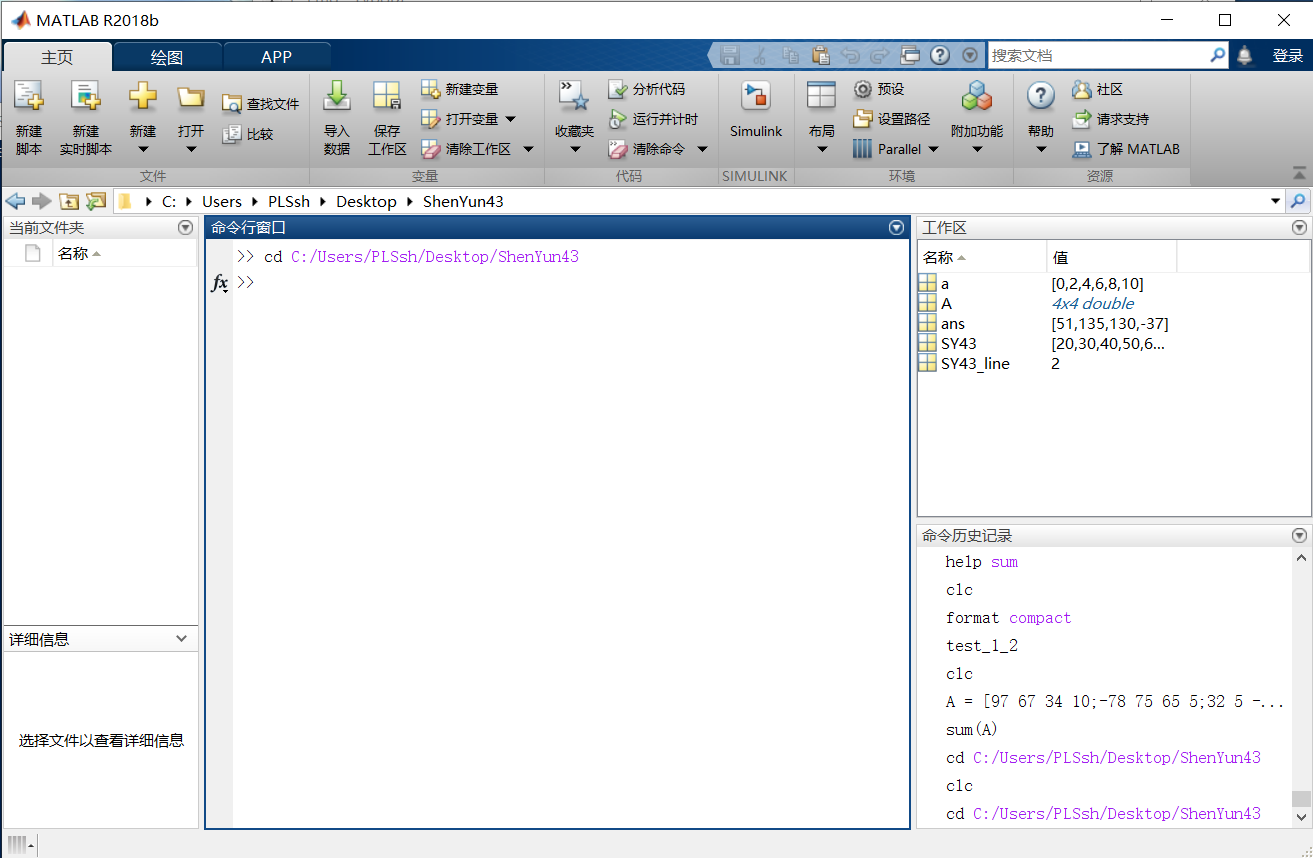 MATLAB R2018b
主页 绘图 APP 搜索文档 登录
新建脚本 新建实时脚本 新建 打开 查找文件 比较
导入数据 保存工作区 新建变量 打开变量 清除工作区
收藏夹 分析代码 运行并计时 清除命令
Simulink
布局 预设 设置路径 Parallel 附加功能
帮助 社区 请求支持 了解 MATLAB
文件 变量 代码 SIMULINK 环境 资源
C: Users PLSsh Desktop ShenYun43
当前文件夹
名称
详细信息
选择文件以查看详细信息
命令行窗口
>> cd C:/Users/PLSsh/Desktop/ShenYun43
fx >>
工作区
名称 值
a [0,2,4,6,8,10]
A 4x4 double
ans [51,135,130,-37]
SY43 [20,30,40,50,6...
SY43_line 2
命令历史记录
help sum
clc
format compact
test_1_2
clc
A = [97 67 34 10;-78 75 65 5;32 5 -...
sum(A)
cd C:/Users/PLSsh/Desktop/ShenYun43
clc
cd C:/Users/PLSsh/Desktop/ShenYun43